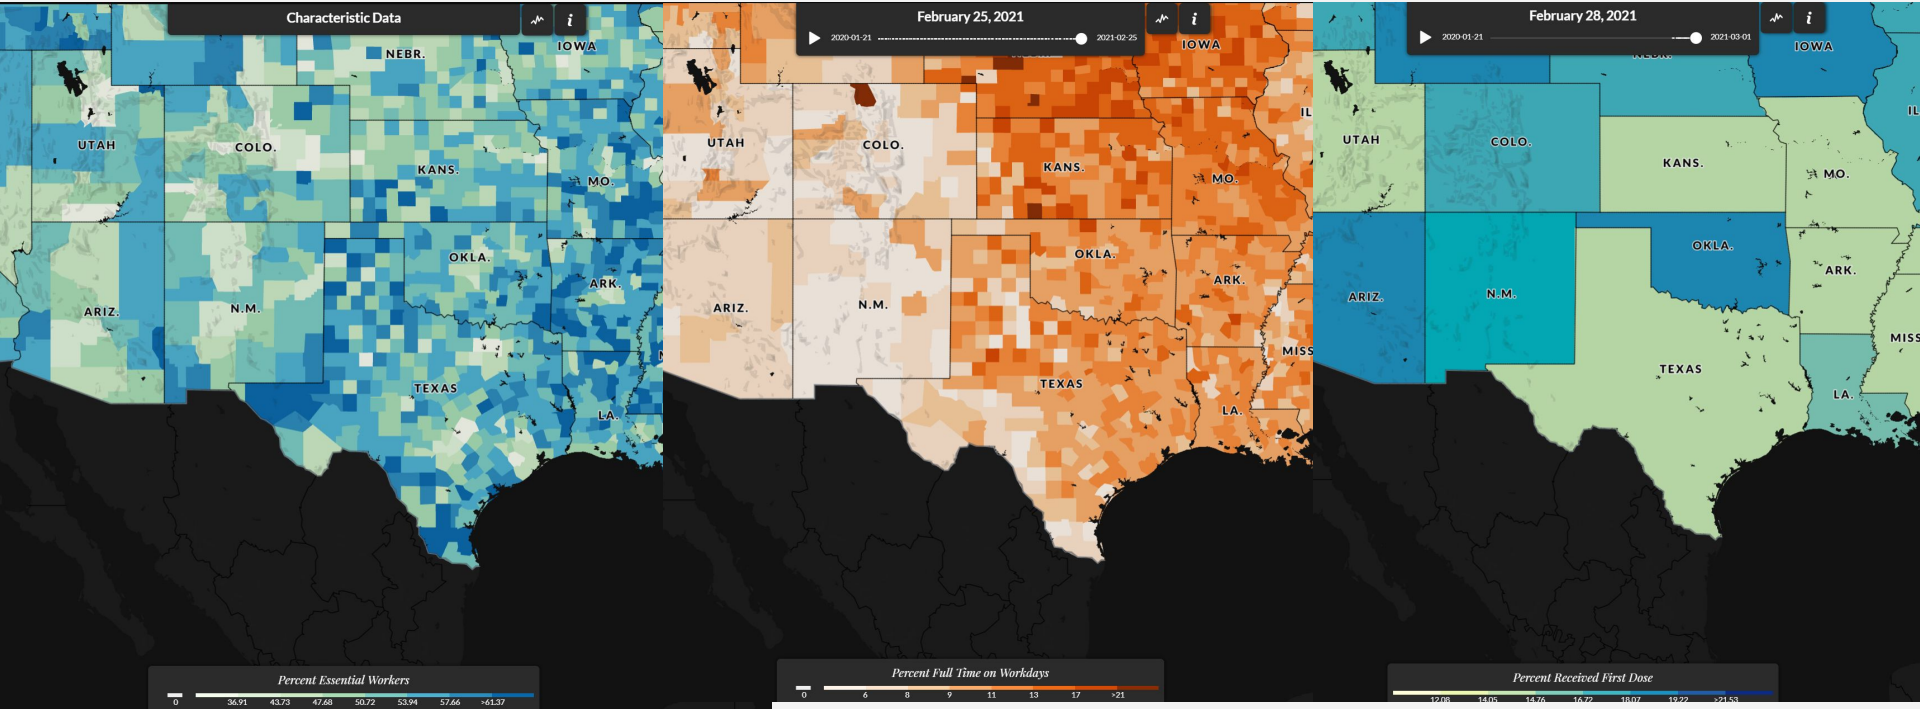 Characteristic Data
i
NEBR.
IOWA
UTAH
COLO.
KANS.
MO.
OKLA.
ARK.
ARIZ.
N.M.
TEXAS
LA.
Percent Essential Workers
0 36.91 43.73 >47.68 50.72 53.94 57.66 >61.37
February 25, 2021
2020-01-21 2021-02-25
i
IOWA
IL
UTAH
COLO.
KANS.
MO.
OKLA.
ARK.
ARIZ.
N.M.
MISS
TEXAS
LA.
Percent Full Time on Workdays
0 6 8 9 11 13 17 >21
February 28, 2021
2020-01-21 2021-03-01
i
IOWA
NEBR.
IL
UTAH
COLO.
KANS.
MO.
OKLA.
ARK.
ARIZ.
N.M.
MISS
TEXAS
LA.
Percent Received First Dose
12.08 14.05 14.76 16.72 18.07 19.22 >21.53